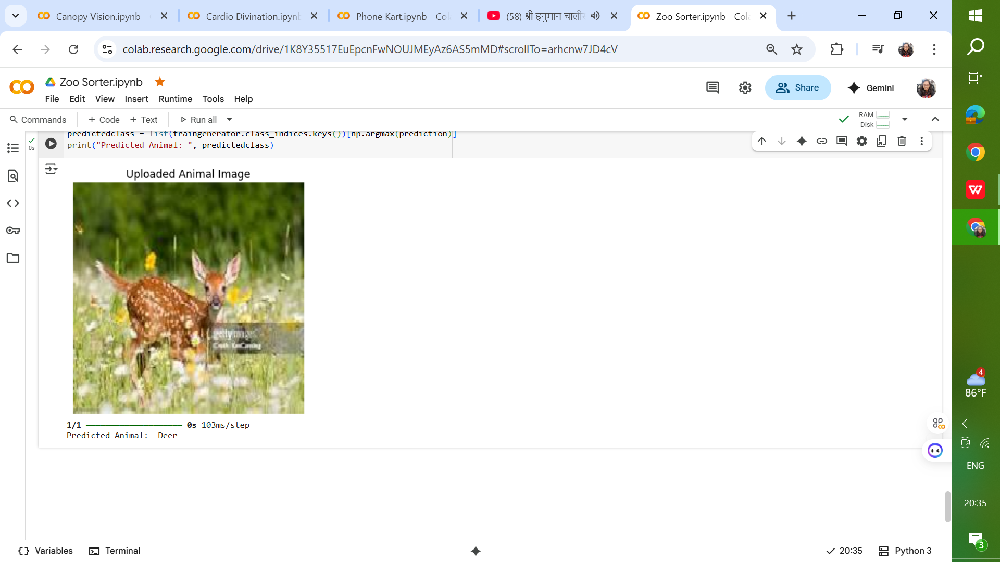 Canopy Vision.ipynb -
Cardio Divination.ipynb
Phone Kart.ipynb - Col
(58) श्री हनुमान चालीस
Zoo Sorter.ipynb - Cola
colab.research.google.com/drive/1K8Y35517EuEpcnFwNOUJMEyAz6AS5mMD#scrollTo=arhcnw7JD4cV
Zoo Sorter.ipynb
File Edit View Insert Runtime Tools Help
Share
Gemini
Commands + Code + Text Run all
RAM
Disk
predictedclass = list(traingenerator.class_indices.keys())[np.argmax(prediction)]
0s
print("Predicted Animal: ", predictedclass)
Uploaded Animal Image
gettyimages
Credit: KenCanning
1/1 0s 103ms/step
Predicted Animal:  Deer
Variables Terminal
20:35 Python 3
4
86°F
ENG
20:35
3